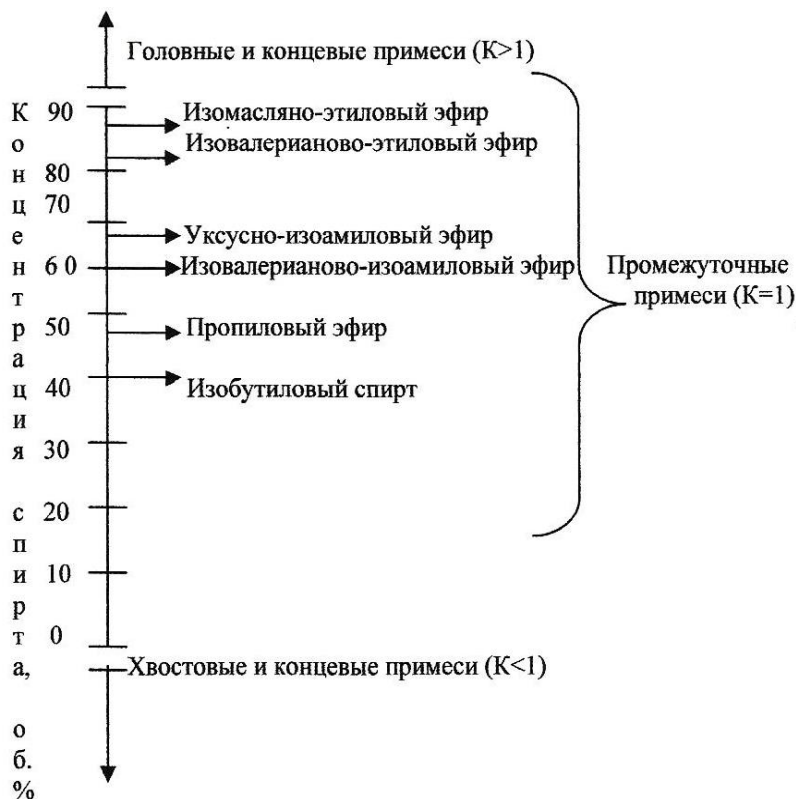 Головные и концевые примеси (К>1)
Концентрация спирта, об. %
90
Изомасляно-этиловый эфир
Изовалерианово-этиловый эфир
80
70
Уксусно-изоамиловый эфир
6 0
Изовалерианово-изоамиловый эфир
Промежуточные
примеси (К=1)
50
Пропиловый эфир
40
Изобутиловый спирт
30
20
10
0
Хвостовые и концевые примеси (К<1)